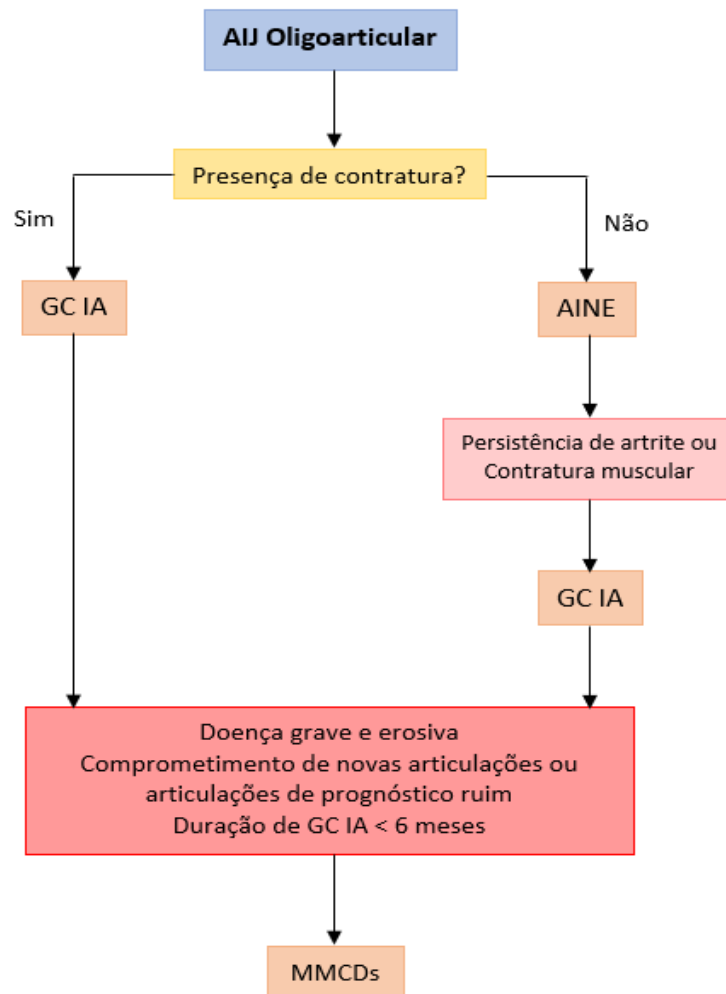 AIJ Oligoarticular
Presença de contratura?
Sim
Não
GC IA
AINE
Persistência de artrite ou
Contratura muscular
GC IA
Doença grave e erosiva
Comprometimento de novas articulações ou
articulações de prognóstico ruim
Duração de GC IA < 6 meses
MMCDs